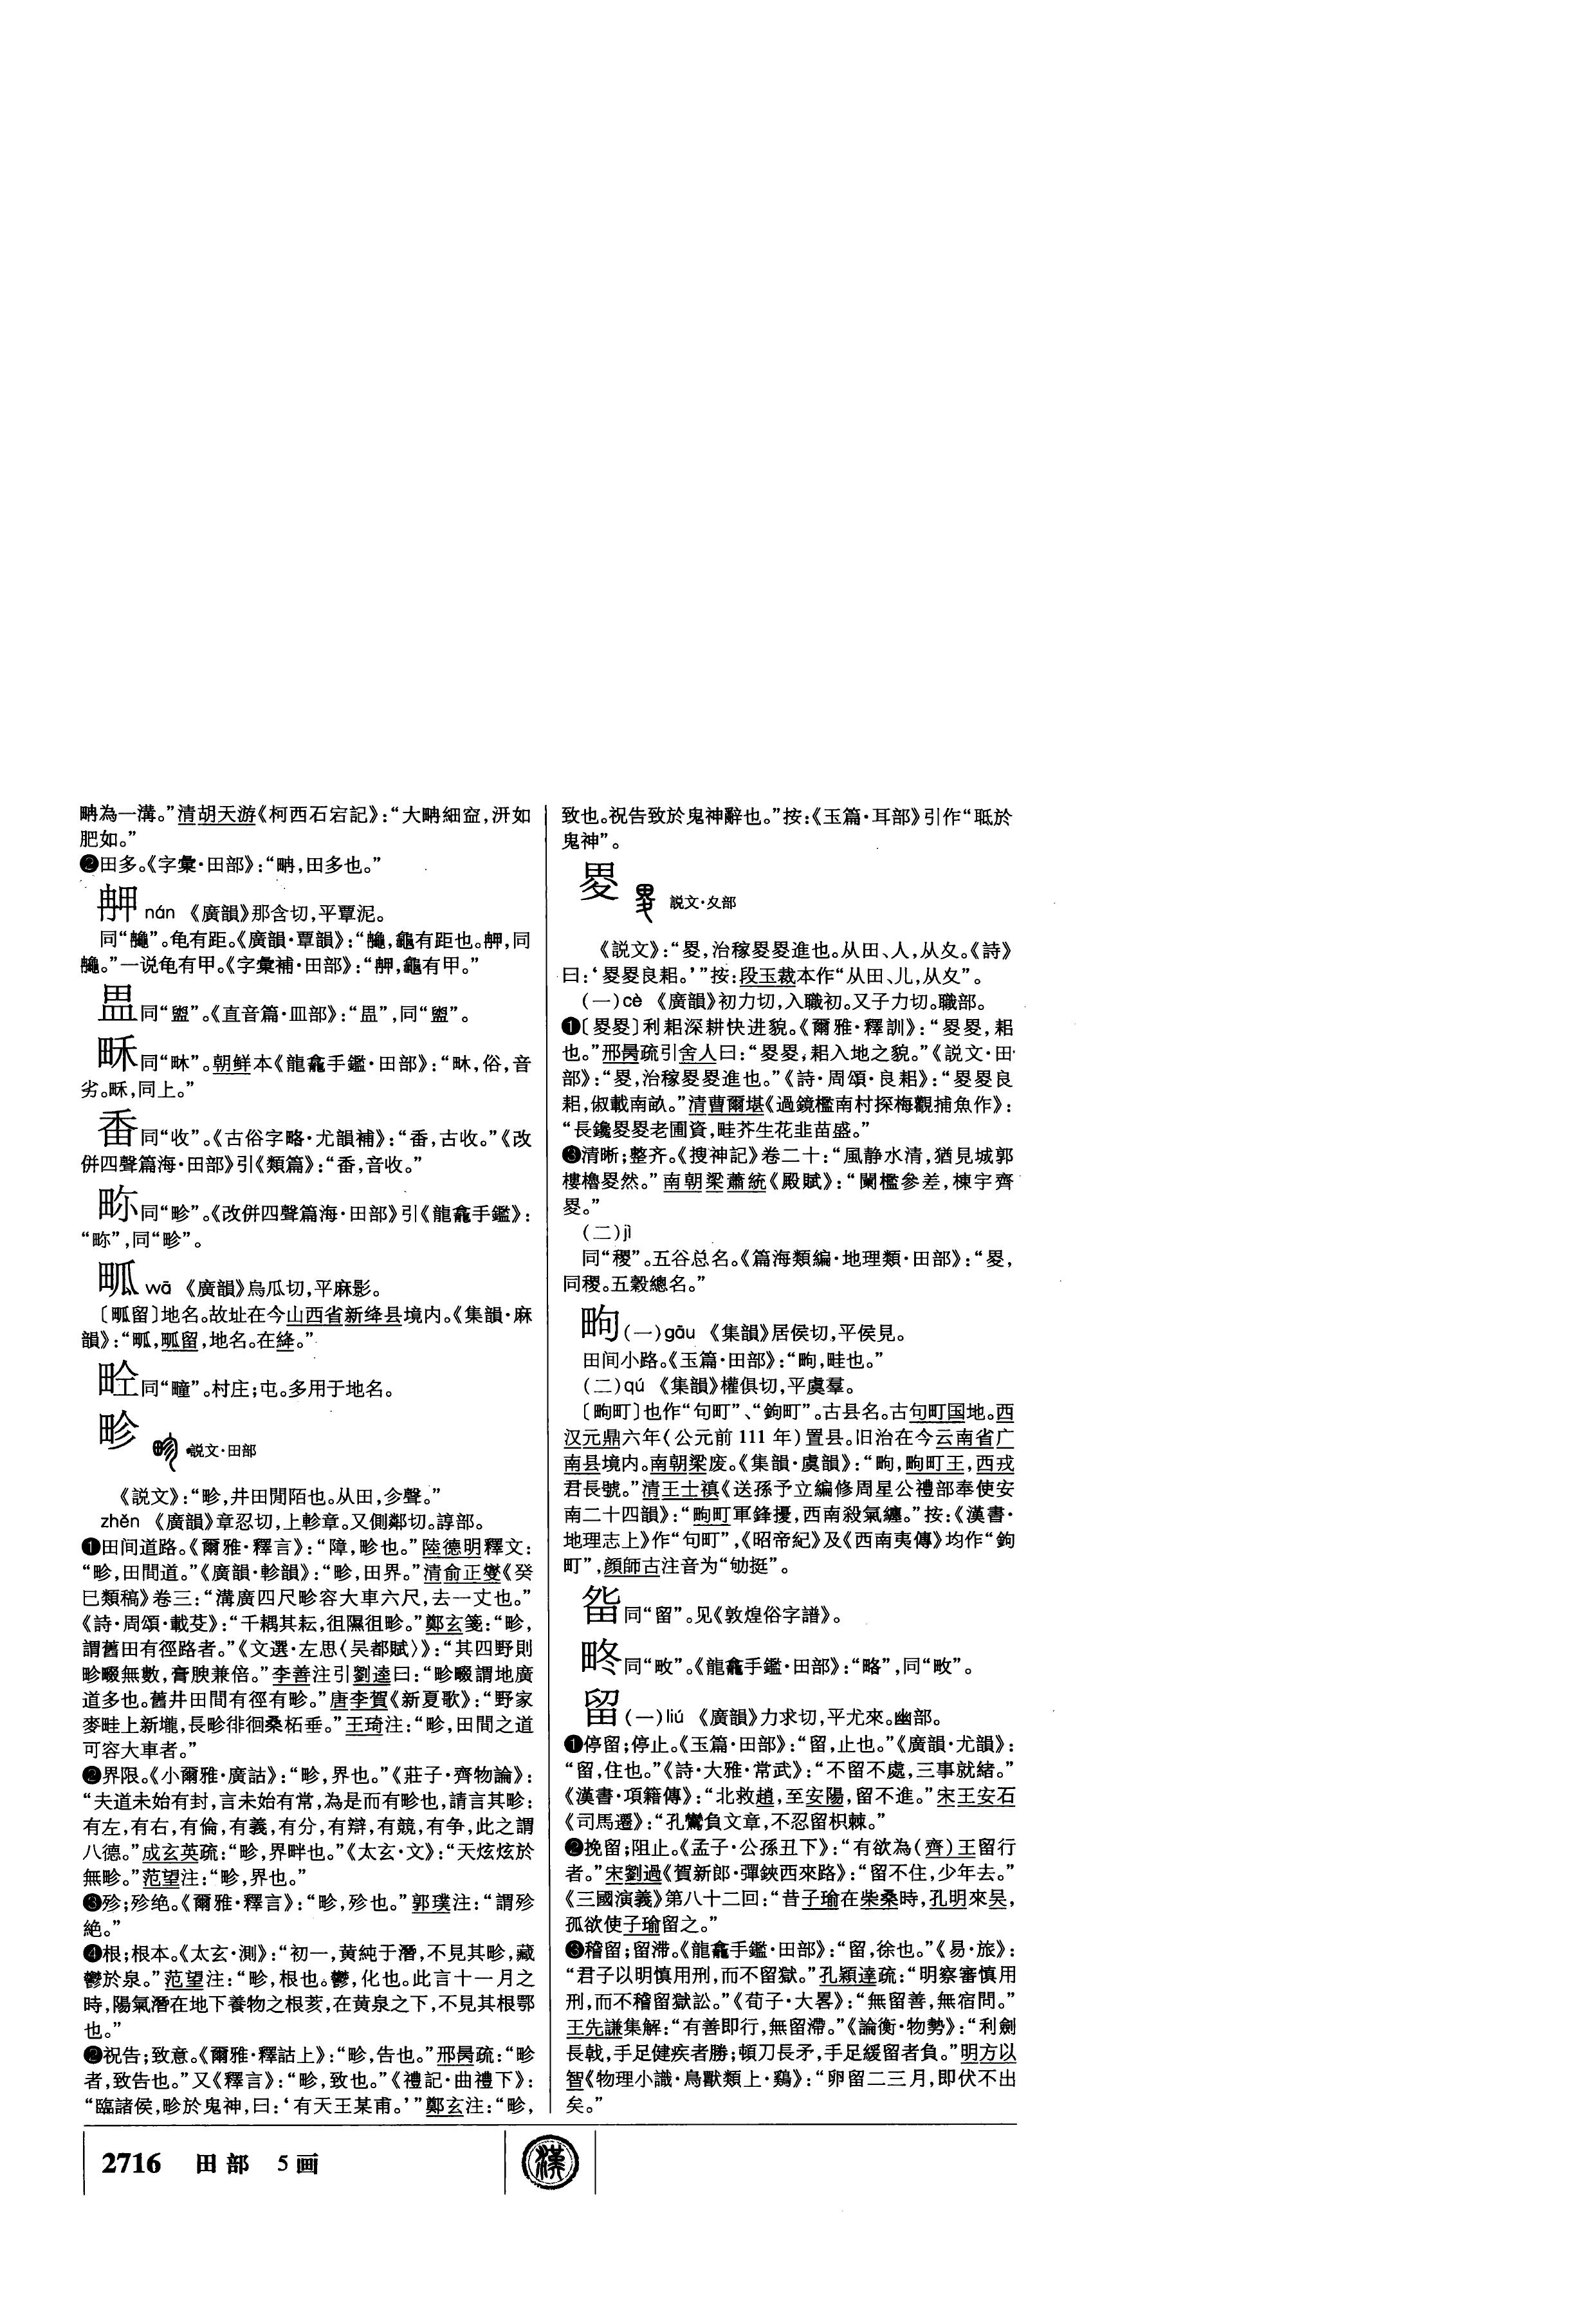 畘為一溝。”清胡天游《柯西石宕記》：“大畘細窊，汧如
肥如。”
❷田多。《字彙·田部》：“畘，田多也。”
nán 《廣韻》那含切，平覃泥。
同“”。龟有距。《廣韻·覃韻》：“，龜有距也。，同
。”一说龟有甲。《字彙補·田部》：“，龜有甲。”
同“盥”。《直音篇·皿部》：“”，同“盥”。
同“”。朝鲜本《龍龕手鑑·田部》：“，俗，音
劣。，同上。”
同“收”。《古俗字略·尤韻補》：“，古收。”《改
併四聲篇海·田部》引《類篇》：“，音收。”
畂同“畛”。《改併四聲篇海·田部》引《龍龕手鑑》：
“”，同“畛”。
wā 《廣韻》烏瓜切，平麻影。
〔留〕地名。故址在今山西省新绛县境内。《集韻·麻
韻》：“，留，地名。在絳。”
同“疃”。村庄；屯。多用于地名。
畛 説文·田部
《説文》：“畛，井田閒陌也。从田，㐱聲。”
zhěn 《廣韻》章忍切，上軫章。又側鄰切。諄部。
❶田间道路。《爾雅·釋言》：“障，畛也。”陸德明釋文：
“畛，田間道。”《廣韻·軫韻》：“畛，田界。”清俞正燮《癸
巳類稿》卷三：“溝廣四尺畛容大車六尺，去一丈也。”
《詩·周頌·載芟》：“千耦其耘，徂隰徂畛。”鄭玄箋：“畛，
謂舊田有徑路者。”《文選·左思〈吴都賦〉》：“其四野則
畛畷無數，膏腴兼倍。”李善注引劉逵曰：“畛畷謂地廣
道多也。舊井田間有徑有畛。”唐李賀《新夏歌》：“野家
麥畦上新壠，長畛徘徊桑柘垂。”王琦注：“畛，田間之道
可容大車者。”
❷界限。《小爾雅·廣詁》：“畛，界也。”《莊子·齊物論》：
“夫道未始有封，言未始有常，為是而有畛也，請言其畛：
有左，有右，有倫，有義，有分，有辯，有競，有争，此之謂
八德。”成玄英疏：“畛，界畔也。”《太玄·文》：“天炫炫於
無畛。”范望注：“畛，界也。”
❸殄；殄绝。《爾雅·釋言》：“畛，殄也。”郭璞注：“謂殄
絶。”
❹根；根本。《太玄·測》：“初一，黄純于潛，不見其畛，藏
鬱於泉。”范望注：“畛，根也。鬱，化也。此言十一月之
時，陽氣潛在地下養物之根荄，在黄泉之下，不見其根鄂
也。”
❷祝告；致意。《爾雅·釋詁上》：“畛，告也。”邢昺疏：“畛
者，致告也。”又《釋言》：“畛，致也。”《禮記·曲禮下》：
“臨諸侯，畛於鬼神，曰：‘有天王某甫。’”鄭玄注：“畛，
致也。祝告致於鬼神辭也。”按：《玉篇·耳部》引作“聄於
鬼神”。
畟 説文·夊部
《説文》：“畟，治稼畟畟進也。从田、人，从夊。《詩》
曰：‘畟畟良耜。’”按：段玉裁本作“从田、儿，从夊”。
（一）cè 《廣韻》初力切，入職初。又子力切。職部。
❶〔畟畟〕利耜深耕快进貌。《爾雅·釋訓》：“畟畟，耜
也。”邢昺疏引舍人曰：“畟畟，耜入地之貌。”《説文·田
部》：“畟，治稼畟畟進也。”《詩·周頌·良耜》：“畟畟良
耜，俶載南畝。”清曹爾堪《過鏡檻南村探梅觀捕魚作》：
“長鑱畟畟老圃資，畦芥生花韭苗盛。”
❸清晰；整齐。《搜神記》卷二十：“風静水清，猶見城郭
樓櫓畟然。”南朝梁蕭統《殿賦》：“闌檻參差，棟宇齊
畟。”
（二）jì
同“稷”。五谷总名。《篇海類編·地理類·田部》：“畟，
同稷。五穀總名。”
畃（一）gāu 《集韻》居侯切，平侯見。
田间小路。《玉篇·田部》：“畃，畦也。”
（二）qú 《集韻》權俱切，平虞羣。
〔畃町〕也作“句町”、“鉤町”。古县名。古句町国地。西
汉元鼎六年（公元前111年）置县。旧治在今云南省广
南县境内。南朝梁废。《集韻·虞韻》：“畃，畃町王，西戎
君長號。”清王士禛《送孫予立編修周星公禮部奉使安
南二十四韻》：“畃町軍鋒擾，西南殺氣纏。”按：《漢書·
地理志上》作“句町”，《昭帝紀》及《西南夷傳》均作“鉤
町”，顔師古注音为“劬挺”。
同“留”。见《敦煌俗字譜》。
同“畋”。《龍龕手鑑·田部》：“略”，同“畋”。
留（一）liú 《廣韻》力求切，平尤來。幽部。
❶停留；停止。《玉篇·田部》：“留，止也。”《廣韻·尤韻》：
“留，住也。”《詩·大雅·常武》：“不留不處，三事就緒。”
《漢書·項籍傳》：“北救趙，至安陽，留不進。”宋王安石
《司馬遷》：“孔鸞負文章，不忍留枳棘。”
❷挽留；阻止。《孟子·公孫丑下》：“有欲為（齊）王留行
者。”宋劉過《賀新郎·彈鋏西來路》：“留不住，少年去。”
《三國演義》第八十二回：“昔子瑜在柴桑時，孔明來吴，
孤欲使子瑜留之。”
❸稽留；留滞。《龍龕手鑑·田部》：“留，徐也。”《易·旅》：
“君子以明慎用刑，而不留獄。”孔穎達疏：“明察審慎用
刑，而不稽留獄訟。”《荀子·大畧》：“無留善，無宿問。”
王先謙集解：“有善即行，無留滯。”《論衡·物勢》：“利劍
長戟，手足健疾者勝；頓刀長矛，手足緩留者負。”明方以
智《物理小識·鳥獸類上·鷄》：“卵留二三月，即伏不出
矣。”
2716 田部 5画 漢